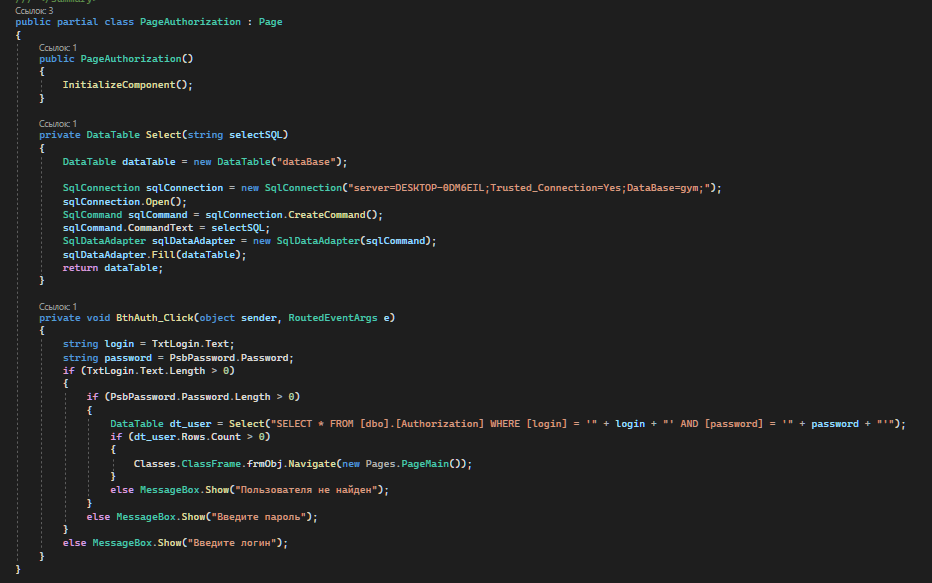 /// </summary>
Ссылок: 3
public partial class PageAuthorization : Page
{
Ссылок: 1
public PageAuthorization()
{
InitializeComponent();
}
Ссылок: 1
private DataTable Select(string selectSQL)
{
DataTable dataTable = new DataTable("dataBase");
SqlConnection sqlConnection = new SqlConnection("server=DESKTOP-0DM6EIL;Trusted_Connection=Yes;DataBase=gym;");
sqlConnection.Open();
SqlCommand sqlCommand = sqlConnection.CreateCommand();
sqlCommand.CommandText = selectSQL;
SqlDataAdapter sqlDataAdapter = new SqlDataAdapter(sqlCommand);
sqlDataAdapter.Fill(dataTable);
return dataTable;
}
Ссылок: 1
private void BthAuth_Click(object sender, RoutedEventArgs e)
{
string login = TxtLogin.Text;
string password = PsbPassword.Password;
if (TxtLogin.Text.Length > 0)
{
if (PsbPassword.Password.Length > 0)
{
DataTable dt_user = Select("SELECT * FROM [dbo].[Authorization] WHERE [login] = '" + login + "' AND [password] = '" + password + "'");
if (dt_user.Rows.Count > 0)
{
Classes.ClassFrame.frmObj.Navigate(new Pages.PageMain());
}
else MessageBox.Show("Пользователя не найден");
}
else MessageBox.Show("Введите пароль");
}
else MessageBox.Show("Введите логин");
}
}